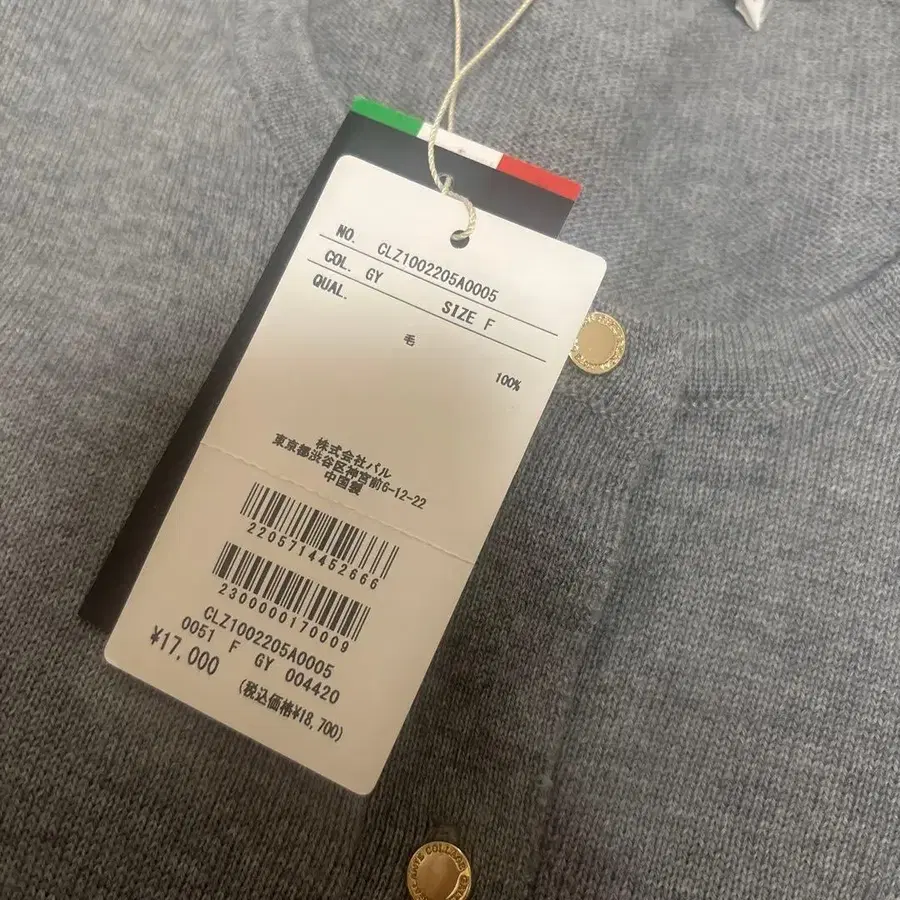 NO. CLZ1002205A0005
COL. GY SIZE F
QUAL.
毛
100%
株式会社パル
東京都渋谷区神宮前6-12-22
中国製
2205714452666
2300000170009
CLZ1002205A0005
0051 F GY 004420
¥17,000
(税込価格¥18,700)
COLLAGE